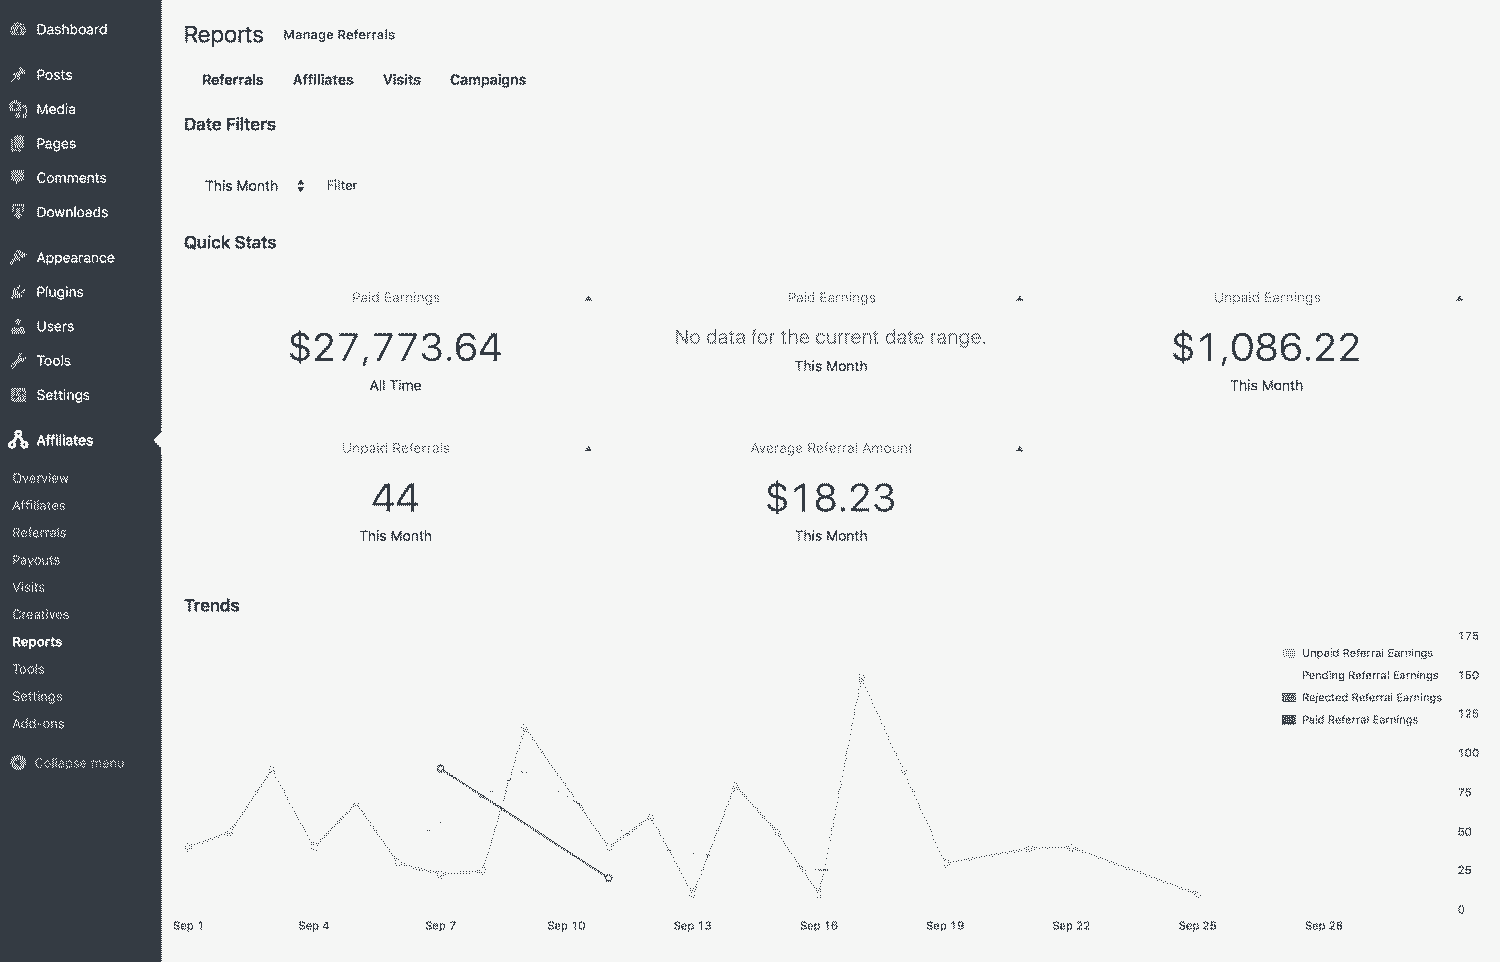 Dashboard
Posts
Media
Pages
Comments
Downloads
Appearance
Plugins
Users
Tools
Settings
Affiliates
Overview
Affiliates
Referrals
Payouts
Visits
Creatives
Reports
Tools
Settings
Add-ons
Collapse menu
Reports Manage Referrals
Referrals Affiliates Visits Campaigns
Date Filters
This Month Filter
Quick Stats
Paid Earnings
$27,773.64
All Time
Paid Earnings
No data for the current date range.
This Month
Unpaid Earnings
$1,086.22
This Month
Unpaid Referrals
44
This Month
Average Referral Amount
$18.23
This Month
Trends
Unpaid Referral Earnings
Pending Referral Earnings
Rejected Referral Earnings
Paid Referral Earnings
175
150
125
100
75
50
25
0
Sep 1 Sep 4 Sep 7 Sep 10 Sep 13 Sep 16 Sep 19 Sep 22 Sep 25 Sep 28